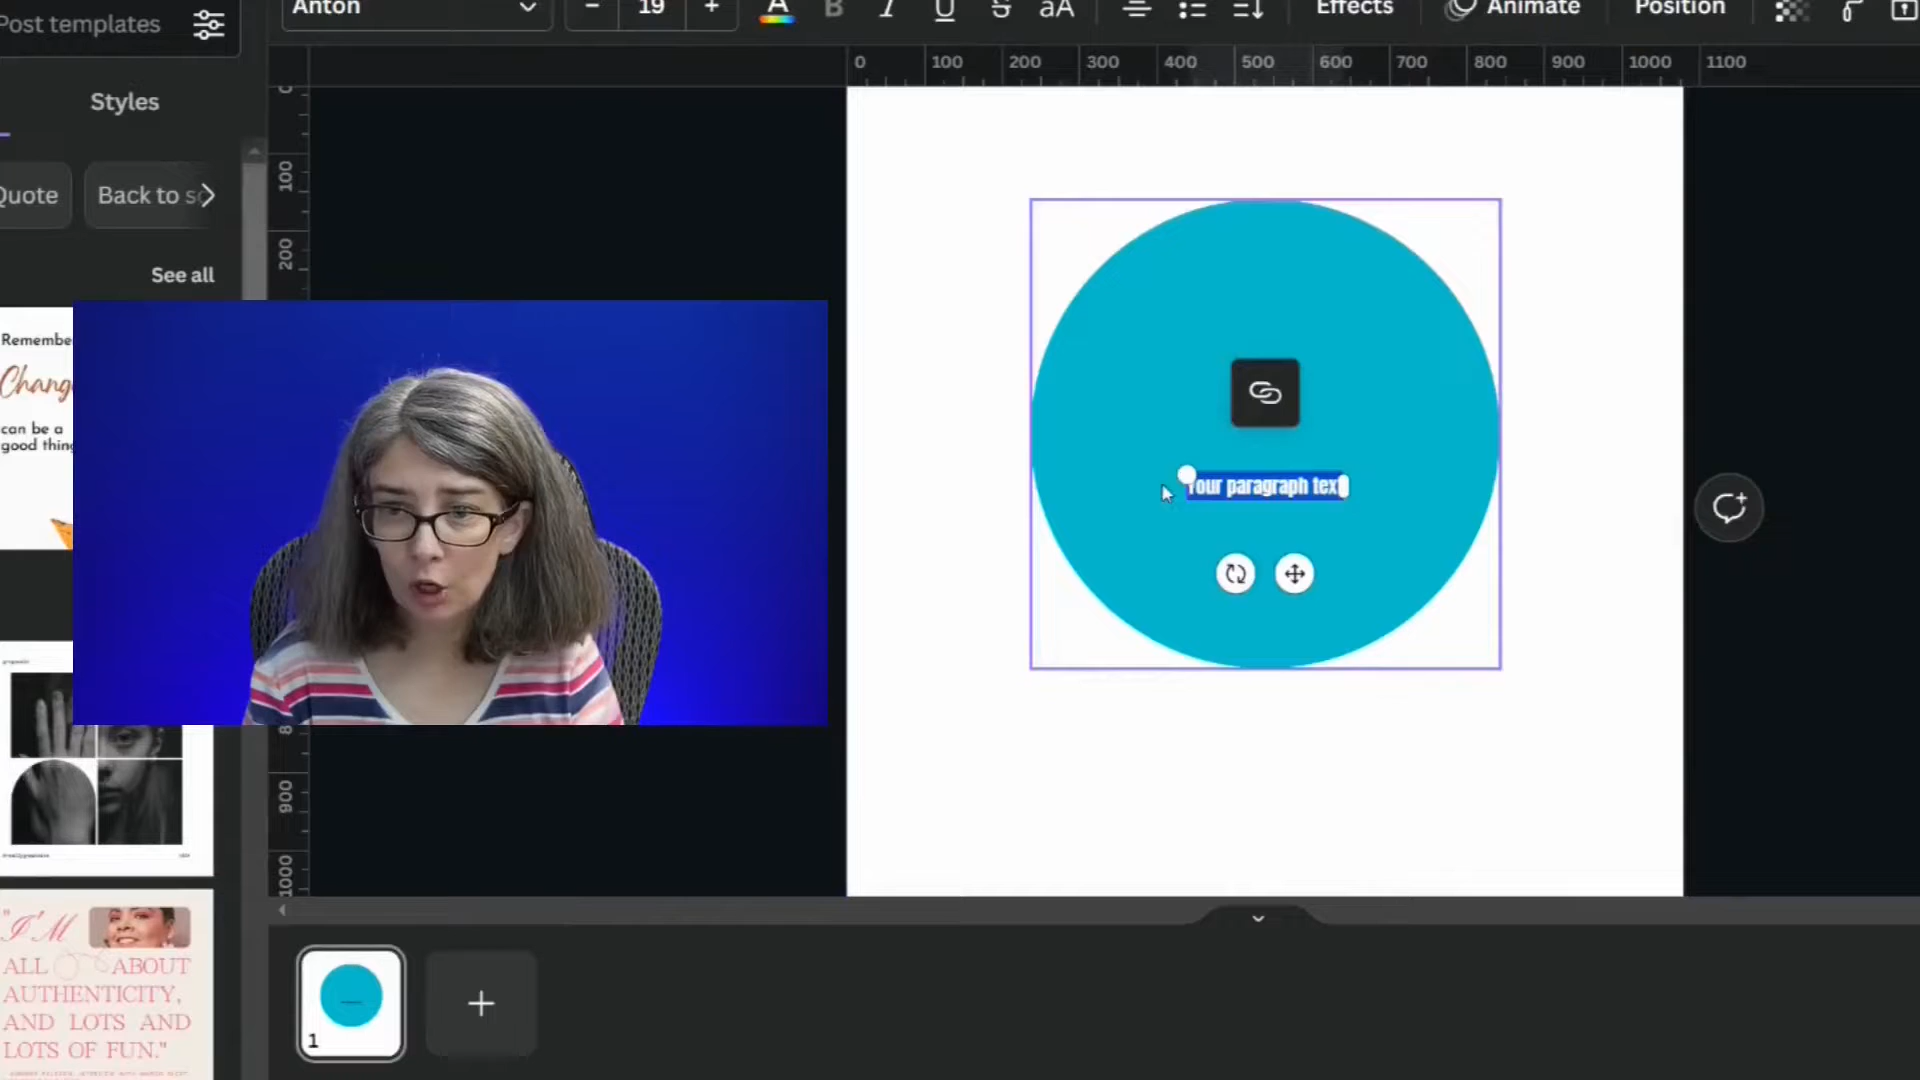 Post templates
Anton
19
A
B
I
U
S
aA
Effects
Animate
Position
0 100 200 300 400 500 600 700 800 900 1000 1100
Styles
Quote
Back to sc
See all
100
200
900
1000
Remembe
Chang
can be a
good thing
Your paragraph text
"I'M
ALL ABOUT
AUTHENTICITY,
AND LOTS AND
LOTS OF FUN."
1